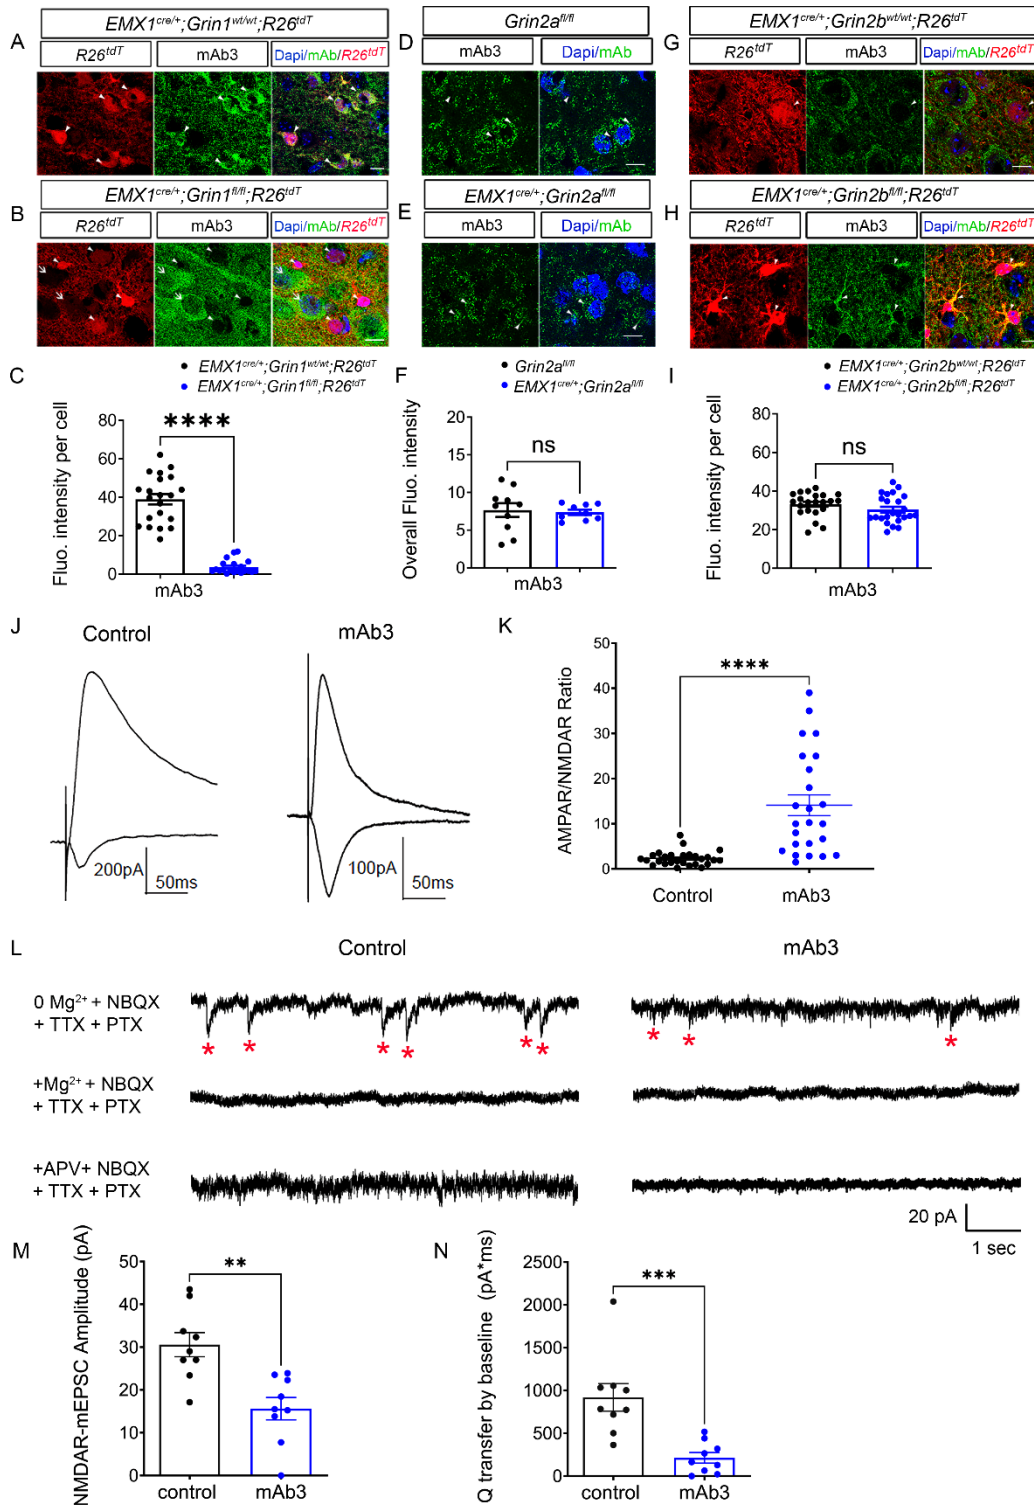 A
EMX1cre/+;Grin1wt/wt;R26tdT
R26tdT
mAb3
Dapi/mAb/R26tdT
B
EMX1cre/+;Grin1fl/fl;R26tdT
R26tdT
mAb3
Dapi/mAb/R26tdT
D
Grin2afl/fl
mAb3
Dapi/mAb
E
EMX1cre/+;Grin2afl/fl
mAb3
Dapi/mAb
G
EMX1cre/+;Grin2bwt/wt;R26tdT
R26tdT
mAb3
Dapi/mAb/R26tdT
H
EMX1cre/+;Grin2bfl/fl;R26tdT
R26tdT
mAb3
Dapi/mAb/R26tdT
C
EMX1cre/+;Grin1wt/wt;R26tdT
EMX1cre/+;Grin1fl/fl;R26tdT
Fluo. intensity per cell
80
60
40
20
0
****
mAb3
F
Grin2afl/fl
EMX1cre/+;Grin2afl/fl
Overall Fluo. intensity
20
15
10
5
0
ns
mAb3
I
EMX1cre/+;Grin2bwt/wt;R26tdT
EMX1cre/+;Grin2bfl/fl;R26tdT
Fluo. intensity per cell
80
60
40
20
0
ns
mAb3
J
Control
200pA
50ms
mAb3
100pA
50ms
K
AMPAR/NMDAR Ratio
50
40
30
20
10
0
****
Control
mAb3
L
Control
mAb3
0 Mg2+ + NBQX
+ TTX + PTX
* * * * * *
* * *
+Mg2+ + NBQX
+ TTX + PTX
+APV+ NBQX
+ TTX + PTX
20 pA
1 sec
M
NMDAR-mEPSC Amplitude (pA)
50
40
30
20
10
0
**
control
mAb3
N
Q transfer by baseline (pA*ms)
2500
2000
1500
1000
500
0
***
control
mAb3